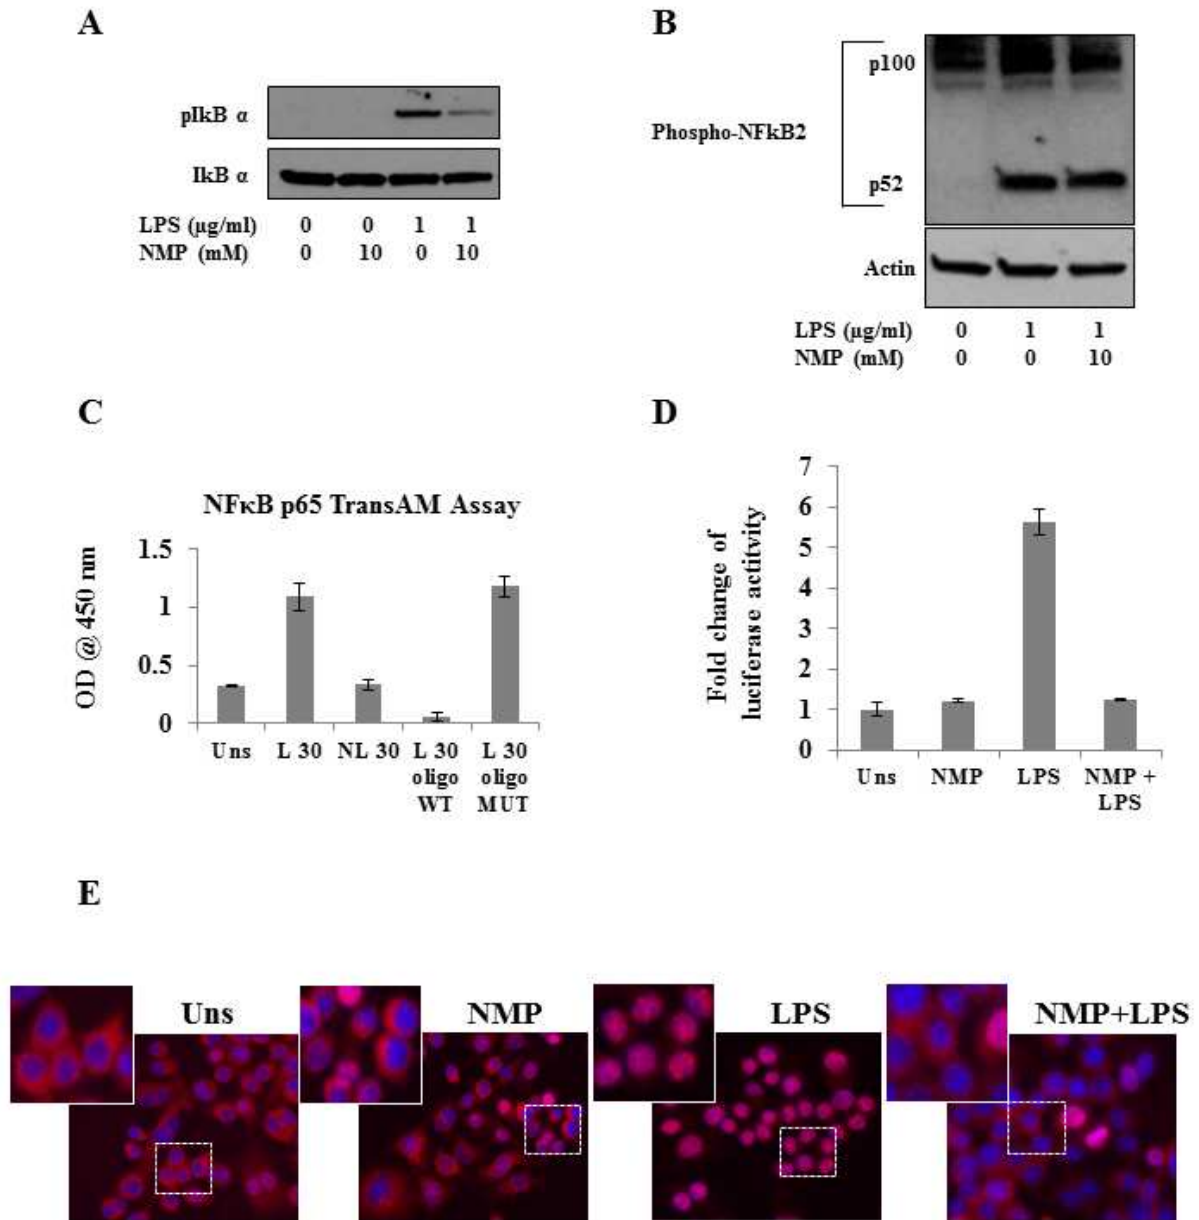 A
pIkB α
IkB α
LPS (µg/ml) 0 0 1 1
NMP (mM) 0 10 0 10
B
p100
Phospho-NFkB2
p52
Actin
LPS (µg/ml) 0 1 1
NMP (mM) 0 0 10
C
NFκB p65 TransAM Assay
OD @ 450 nm
1.5
1
0.5
0
Uns L 30 NL 30 L 30 L 30
oligo oligo
WT MUT
D
Fold change of
luciferase actitvity
7
6
5
4
3
2
1
0
Uns NMP LPS NMP +
LPS
E
Uns NMP LPS NMP+LPS